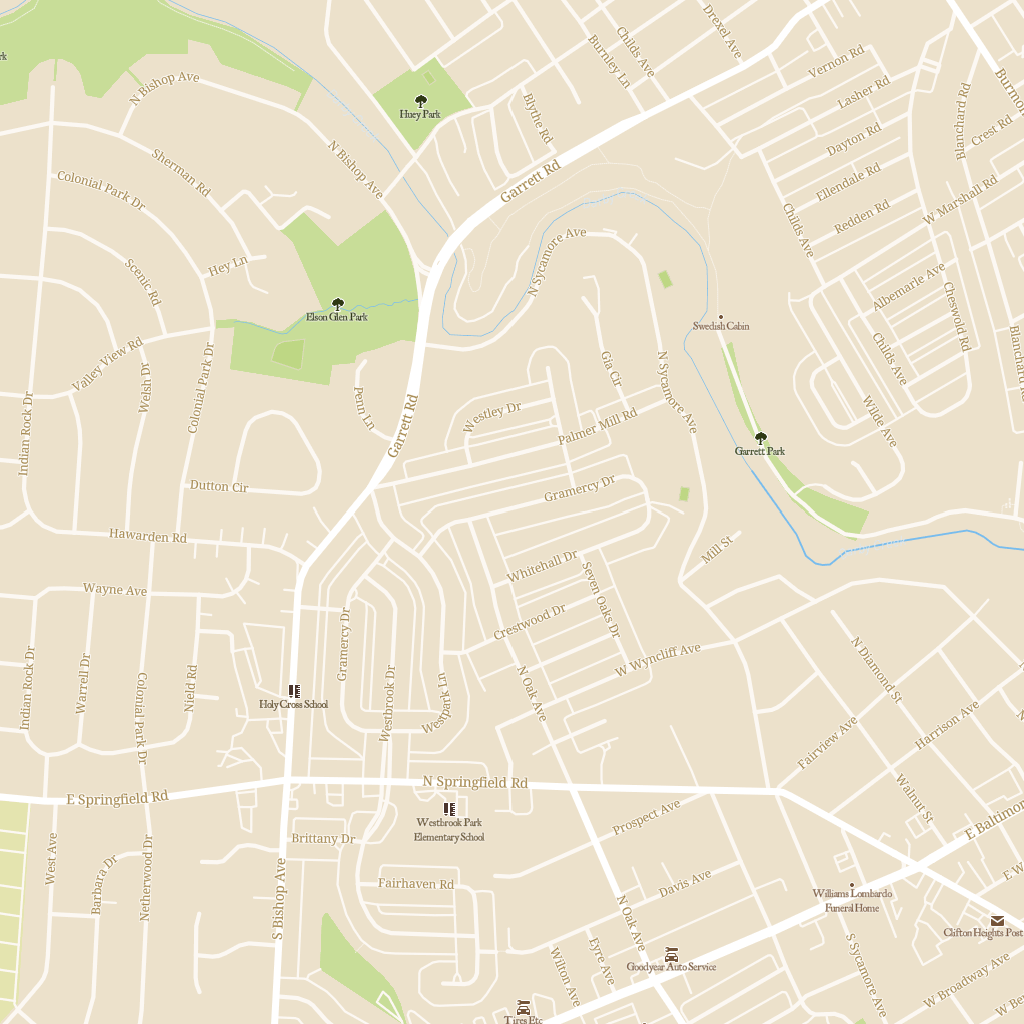 Drexel Ave
Childs Ave
Burnley Ln
Vernon Rd
Lasher Rd
Burmon
rk
N Bishop Ave
Huey Park
Blythe Rd
Dayton Rd
Blanchard Rd
Crest Rd
Sherman Rd
N Bishop Ave
Garrett Rd
Ellendale Rd
Colonial Park Dr
Redden Rd
W Marshall Rd
Childs Ave
N Sycamore Ave
Hey Ln
Scenic Rd
Albemarle Ave
Elson Glen Park
Swedish Cabin
Cheswold Rd
Valley View Rd
Childs Ave
Blanchard R
Welsh Dr
Colonial Park Dr
Penn Ln
Gia Cir
N Sycamore Ave
Westley Dr
Garrett Rd
Palmer Mill Rd
Wilde Ave
Indian Rock Dr
Garrett Park
Dutton Cir
Gramercy Dr
Hawarden Rd
Mill St
Whitehall Dr
Wayne Ave
Seven Oaks Dr
Crestwood Dr
Gramercy Dr
W Wyncliff Ave
N Diamond St
Indian Rock Dr
Warrell Dr
Nield Rd
Colonial Park Dr
Holy Cross School
Westbrook Dr
Westpark Ln
N Oak Ave
Harrison Ave
Fairview Ave
N Springfield Rd
E Springfield Rd
Walnut St
Westbrook Park
Elementary School
Prospect Ave
E Baltimor
Brittany Dr
West Ave
Barbara Dr
Netherwood Dr
Fairhaven Rd
Davis Ave
Williams Lombardo
Funeral Home
E W
S Bishop Ave
N Oak Ave
Clifton Heights Post
Eyre Ave
Wilton Ave
Goodyear Auto Service
S Sycamore Ave
W Broadway Ave
W Be
Tires Etc